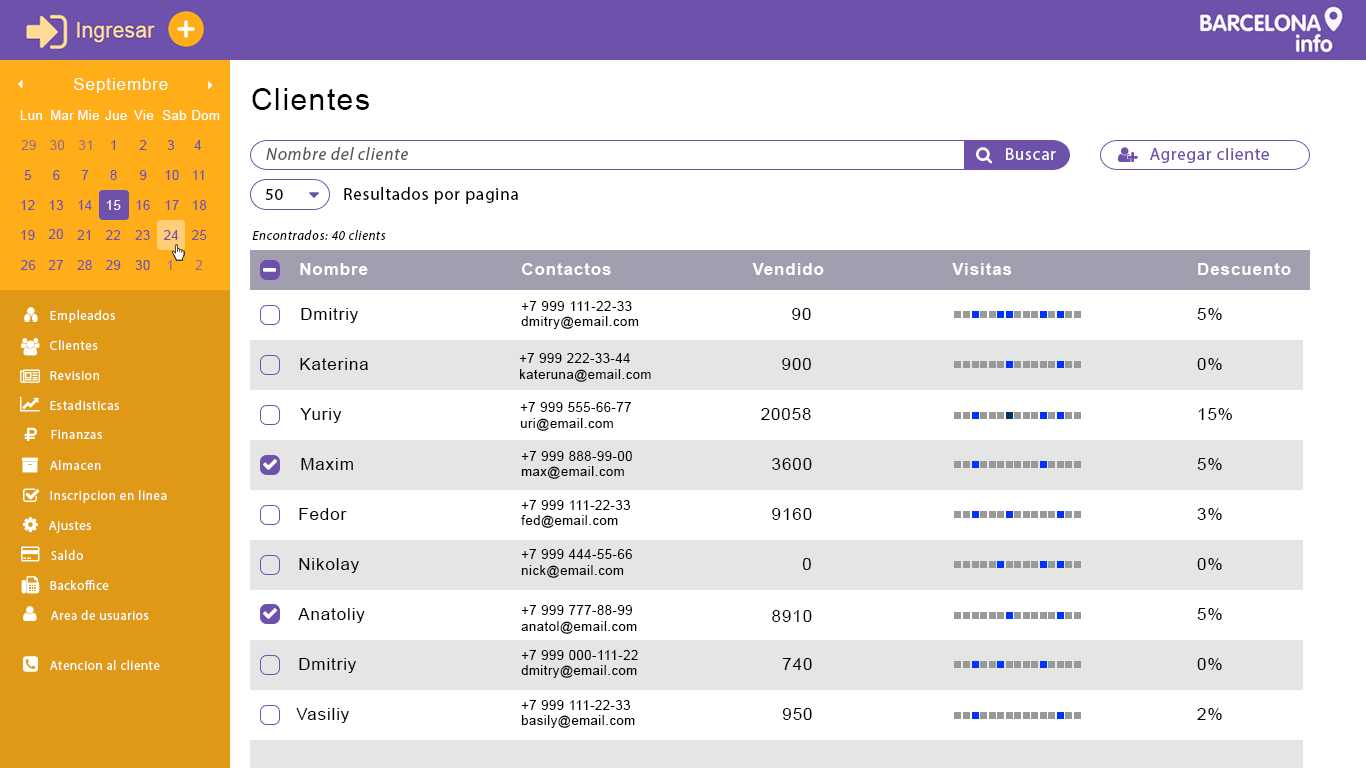 Ingresar
BARCELONA
info
Septiembre
Lun Mar Mie Jue Vie Sab Dom
29 30 31 1 2 3 4
5 6 7 8 9 10 11
12 13 14 15 16 17 18
19 20 21 22 23 24 25
26 27 28 29 30 1 2
Empleados
Clientes
Revision
Estadisticas
Finanzas
Almacen
Inscripcion en linea
Ajustes
Saldo
Backoffice
Area de usuarios
Atencion al cliente
Clientes
Nombre del cliente Buscar Agregar cliente
50 Resultados por pagina
Encontrados: 40 clients
Nombre Contactos Vendido Visitas Descuento
Dmitriy +7 999 111-22-33 90 5%
dmitry@email.com
Katerina +7 999 222-33-44 900 0%
kateruna@email.com
Yuriy +7 999 555-66-77 20058 15%
uri@email.com
Maxim +7 999 888-99-00 3600 5%
max@email.com
Fedor +7 999 111-22-33 9160 3%
fed@email.com
Nikolay +7 999 444-55-66 0 0%
nick@email.com
Anatoliy +7 999 777-88-99 8910 5%
anatol@email.com
Dmitriy +7 999 000-111-22 740 0%
dmitry@email.com
Vasiliy +7 999 111-22-33 950 2%
basily@email.com